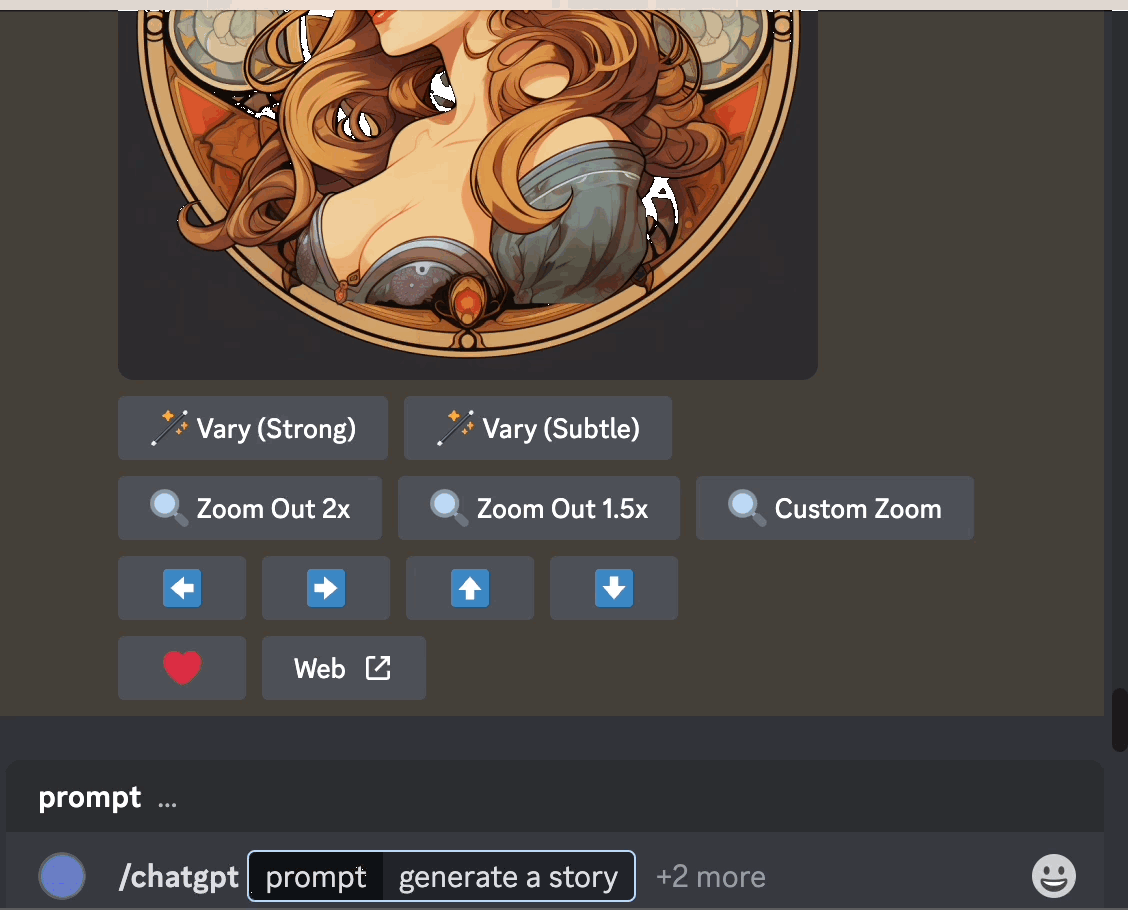 Vary (Strong) Vary (Subtle)
Zoom Out 2x Zoom Out 1.5x Custom Zoom
Web
prompt ...
/chatgpt prompt generate a story +2 more